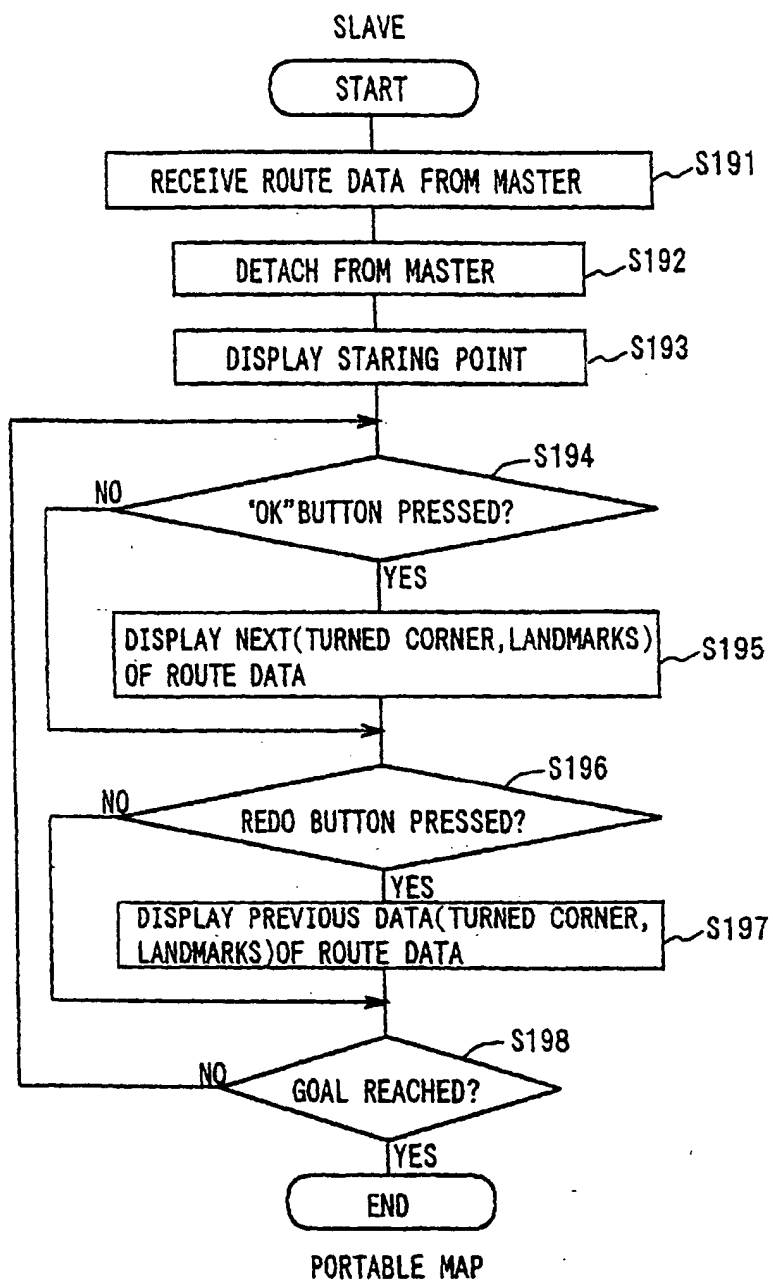 SLAVE
START
RECEIVE ROUTE DATA FROM MASTER
S191
DETACH FROM MASTER
S192
DISPLAY STARING POINT
S193
S194
NO
"OK"BUTTON PRESSED?
YES
DISPLAY NEXT(TURNED CORNER,LANDMARKS)
OF ROUTE DATA
S195
S196
NO
REDO BUTTON PRESSED?
YES
DISPLAY PREVIOUS DATA(TURNED CORNER,
LANDMARKS)OF ROUTE DATA
S197
S198
NO
GOAL REACHED?
YES
END
PORTABLE MAP